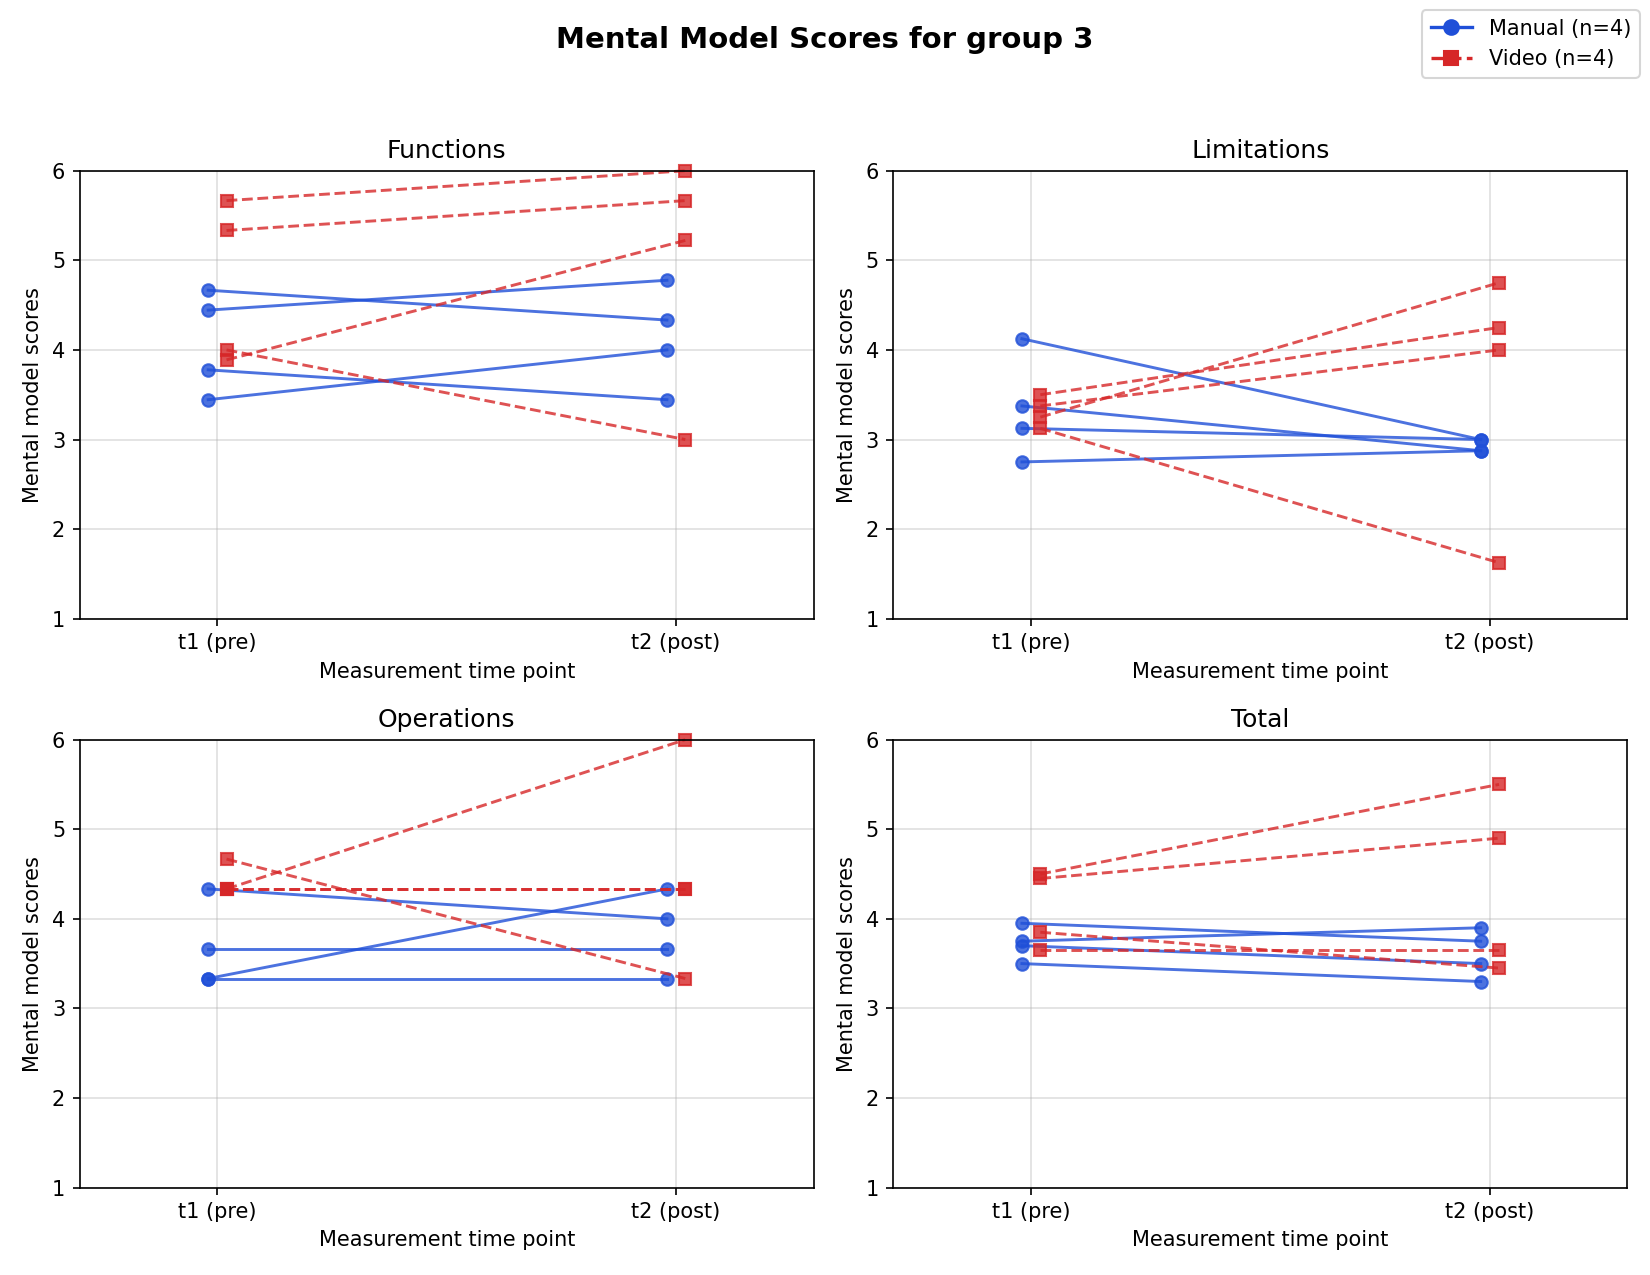 Mental Model Scores for group 3
Manual (n=4)
Video (n=4)
Functions
6
5
4
3
2
1
Mental model scores
t1 (pre)
t2 (post)
Measurement time point
Limitations
6
5
4
3
2
1
Mental model scores
t1 (pre)
t2 (post)
Measurement time point
Operations
6
5
4
3
2
1
Mental model scores
t1 (pre)
t2 (post)
Measurement time point
Total
6
5
4
3
2
1
Mental model scores
t1 (pre)
t2 (post)
Measurement time point